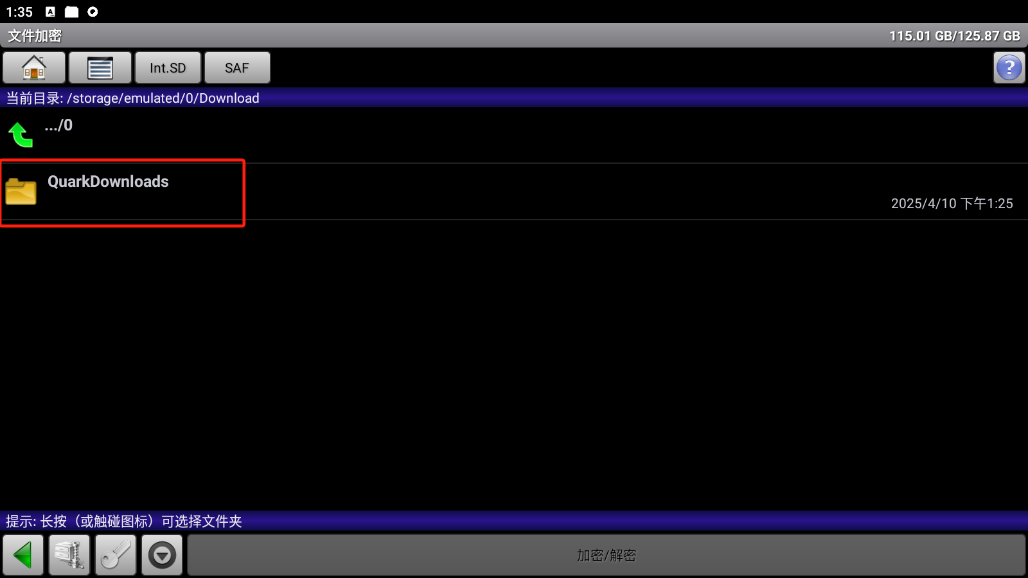 1:35
文件加密 115.01 GB/125.87 GB
Int.SD SAF ?
当前目录: /storage/emulated/0/Download
.../0
QuarkDownloads
2025/4/10 下午1:25
提示: 长按（或触碰图标）可选择文件夹
加密/解密